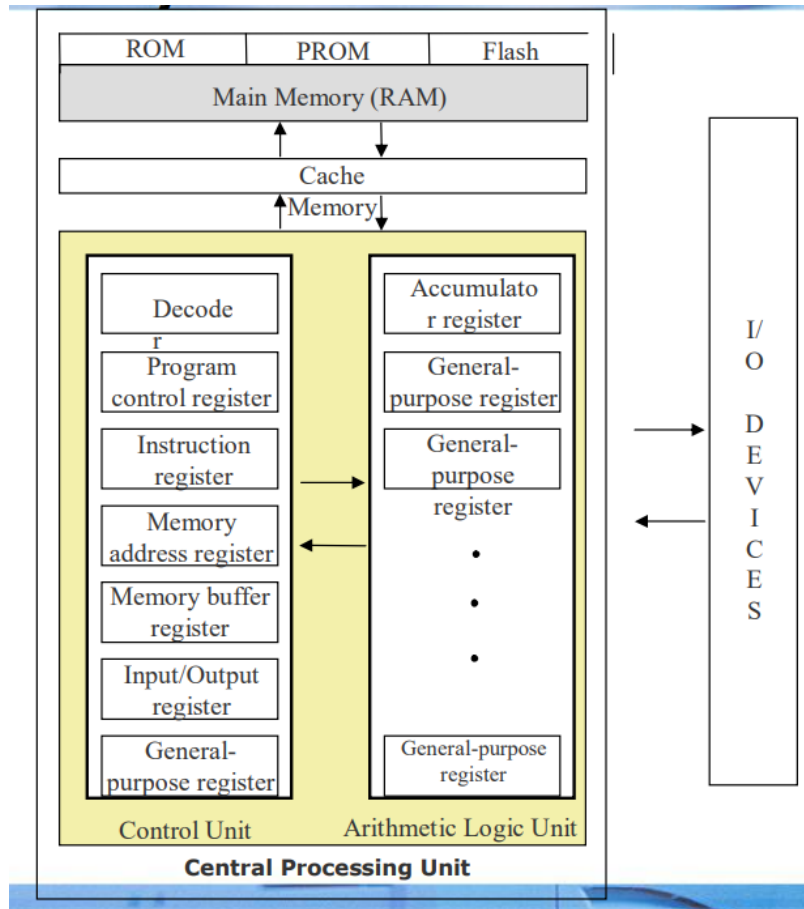 ROM PROM Flash
Main Memory (RAM)
Cache
Memory
Decode
r
Program
control register
Instruction
register
Memory
address register
Memory buffer
register
Input/Output
register
General-
purpose register
Control Unit
Accumulato
r register
General-
purpose register
General-
purpose
register
General-purpose
register
Arithmetic Logic Unit
Central Processing Unit
I/
O
D
E
V
I
C
E
S